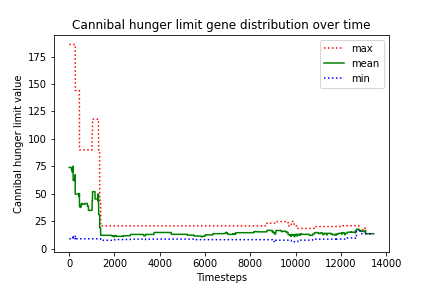 Cannibal hunger limit gene distribution over time
max
mean
min
Cannibal hunger limit value
175
150
125
100
75
50
25
0
0
2000
4000
6000
8000
10000
12000
14000
Timesteps